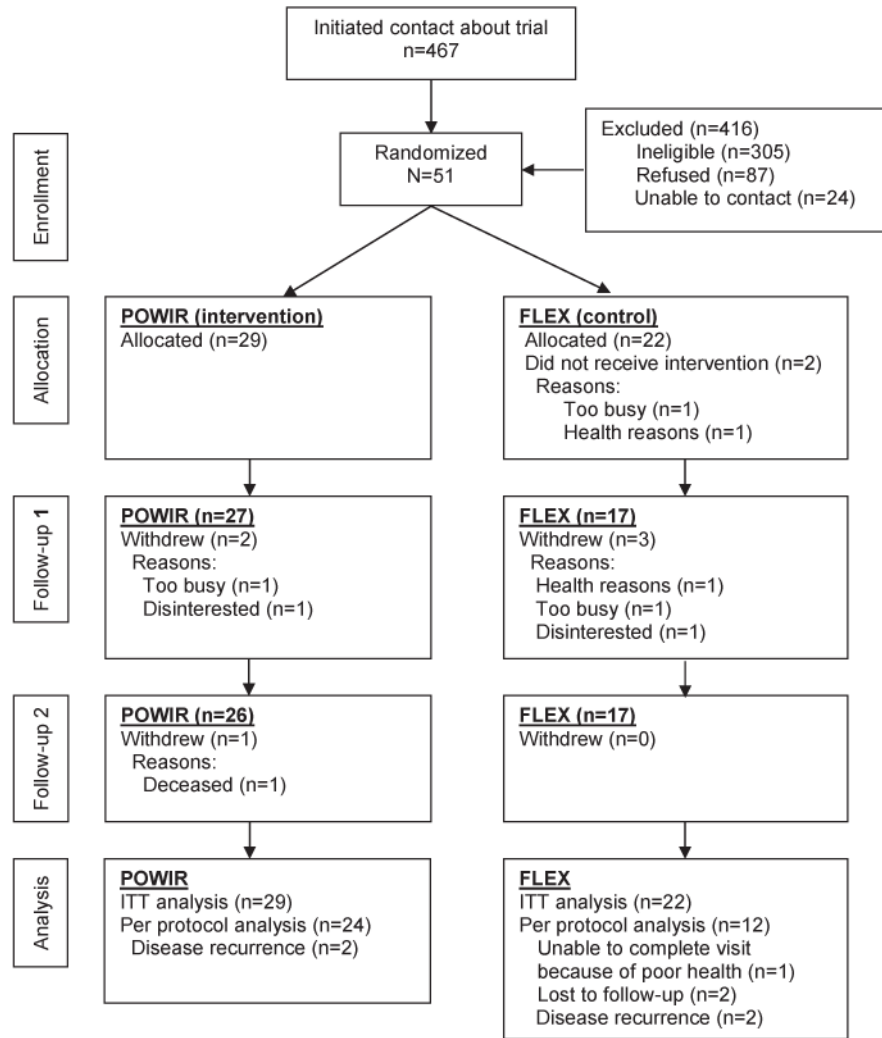 Initiated contact about trial
n=467
Enrollment
Randomized
N=51
Excluded (n=416)
Ineligible (n=305)
Refused (n=87)
Unable to contact (n=24)
Allocation
POWIR (intervention)
Allocated (n=29)
FLEX (control)
Allocated (n=22)
Did not receive intervention (n=2)
Reasons:
Too busy (n=1)
Health reasons (n=1)
Follow-up 1
POWIR (n=27)
Withdrew (n=2)
Reasons:
Too busy (n=1)
Disinterested (n=1)
FLEX (n=17)
Withdrew (n=3)
Reasons:
Health reasons (n=1)
Too busy (n=1)
Disinterested (n=1)
Follow-up 2
POWIR (n=26)
Withdrew (n=1)
Reasons:
Deceased (n=1)
FLEX (n=17)
Withdrew (n=0)
Analysis
POWIR
ITT analysis (n=29)
Per protocol analysis (n=24)
Disease recurrence (n=2)
FLEX
ITT analysis (n=22)
Per protocol analysis (n=12)
Unable to complete visit
because of poor health (n=1)
Lost to follow-up (n=2)
Disease recurrence (n=2)